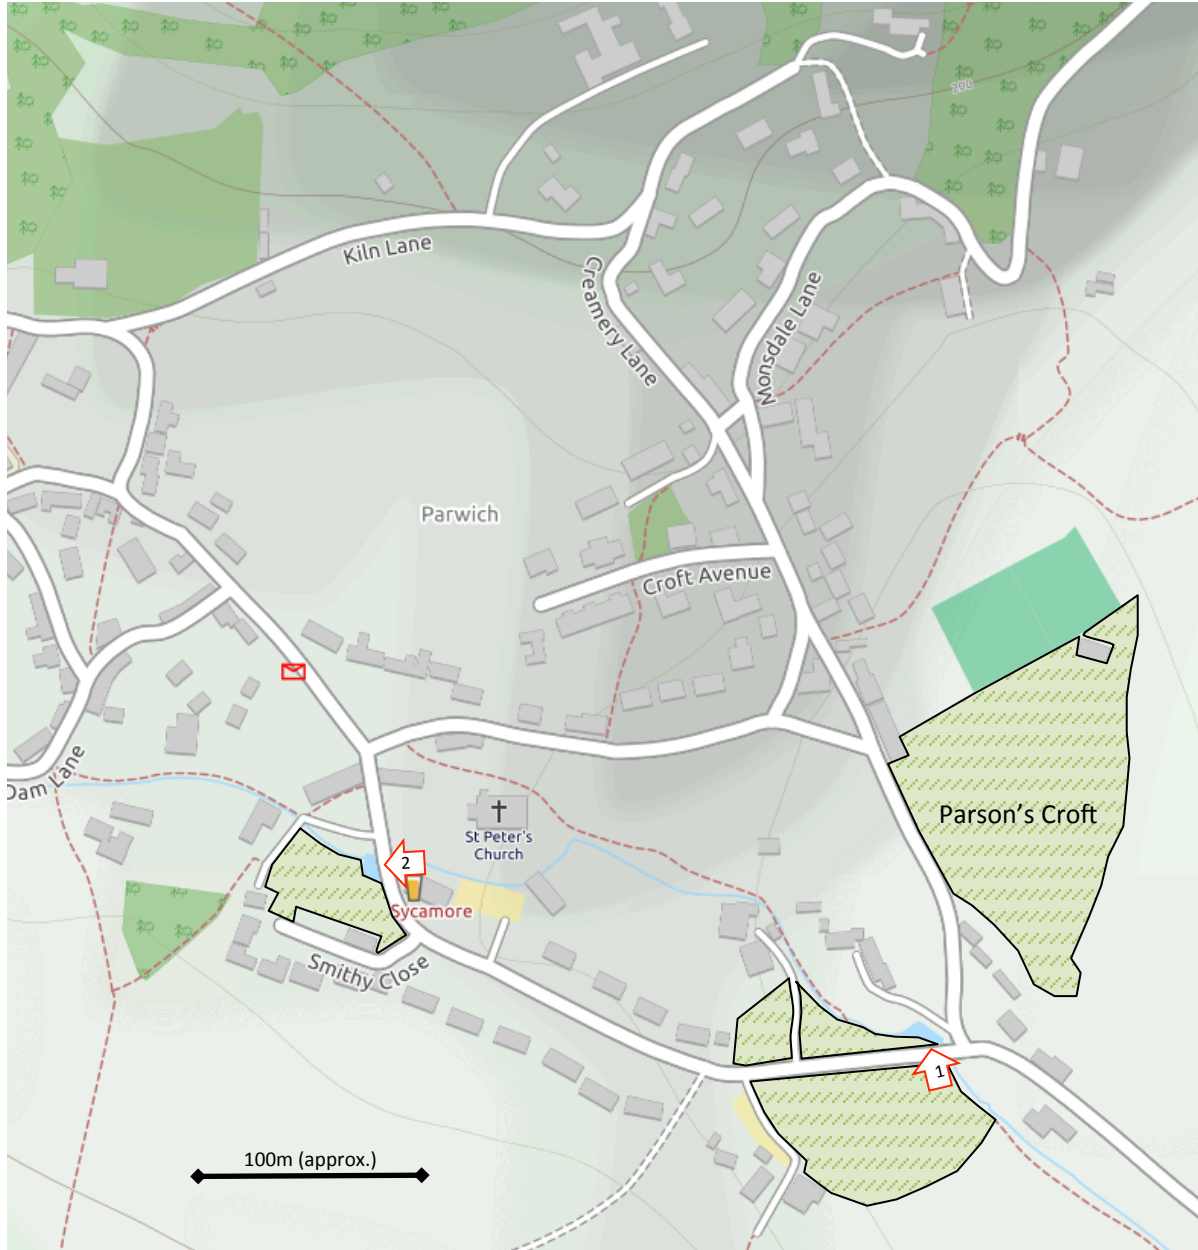 200
Kiln Lane
Creamery Lane
Monsdale Lane
Parwich
Croft Avenue
Dam Lane
Parson's Croft
St Peter's
Church
2
Sycamore
Smithy Close
1
100m (approx.)